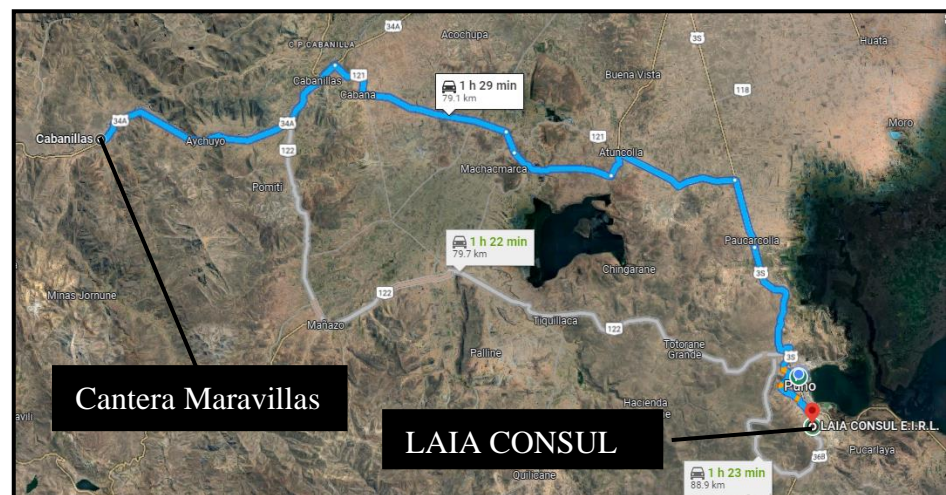 34A
Acochupa
3S
Huata
C.P CABANILLA
Cabanillas
121
Cabana
1 h 29 min
79.1 km
Buena Vista
118
Moro
34A
Cabanillas
Aychuyo
34A
122
121
Atuncolla
Machacmarca
Pomiti
1 h 22 min
79.7 km
Paucarcolla
Chingarane
3S
Minas Jornune
122
Mañazo
Tiquillaca
122
Palline
Totorane
Grande
3S
Puno
Cantera Maravillas
Hacienda
LAIA CONSUL
LAIA CONSUL E.I.R.L.
Pucarlaya
36B
Quilicane
1 h 23 min
88.9 km